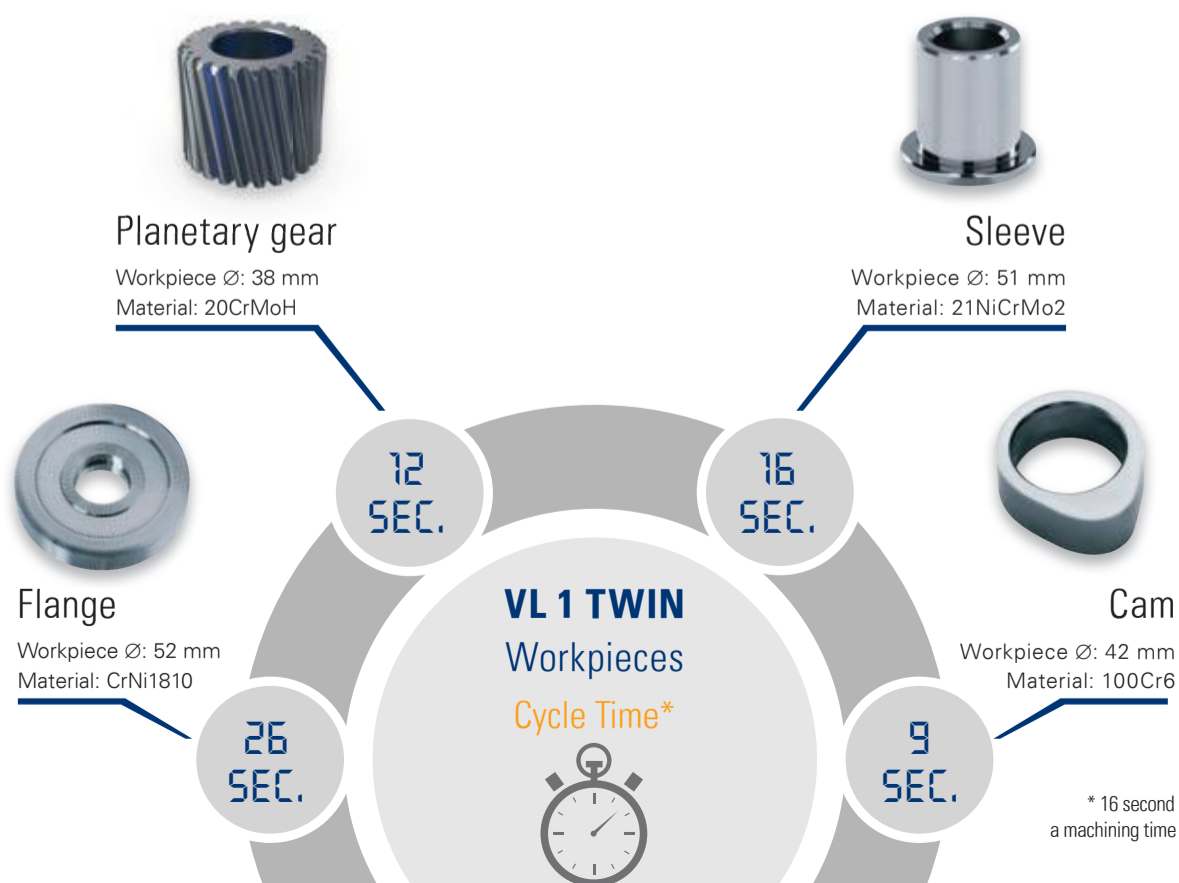 Planetary gear
Workpiece Ø: 38 mm
Material: 20CrMoH
Sleeve
Workpiece Ø: 51 mm
Material: 21NiCrMo2
Flange
Workpiece Ø: 52 mm
Material: CrNi1810
Cam
Workpiece Ø: 42 mm
Material: 100Cr6
12
SEC.
16
SEC.
26
SEC.
9
SEC.
VL 1 TWIN
Workpieces
Cycle Time*
* 16 second
a machining time